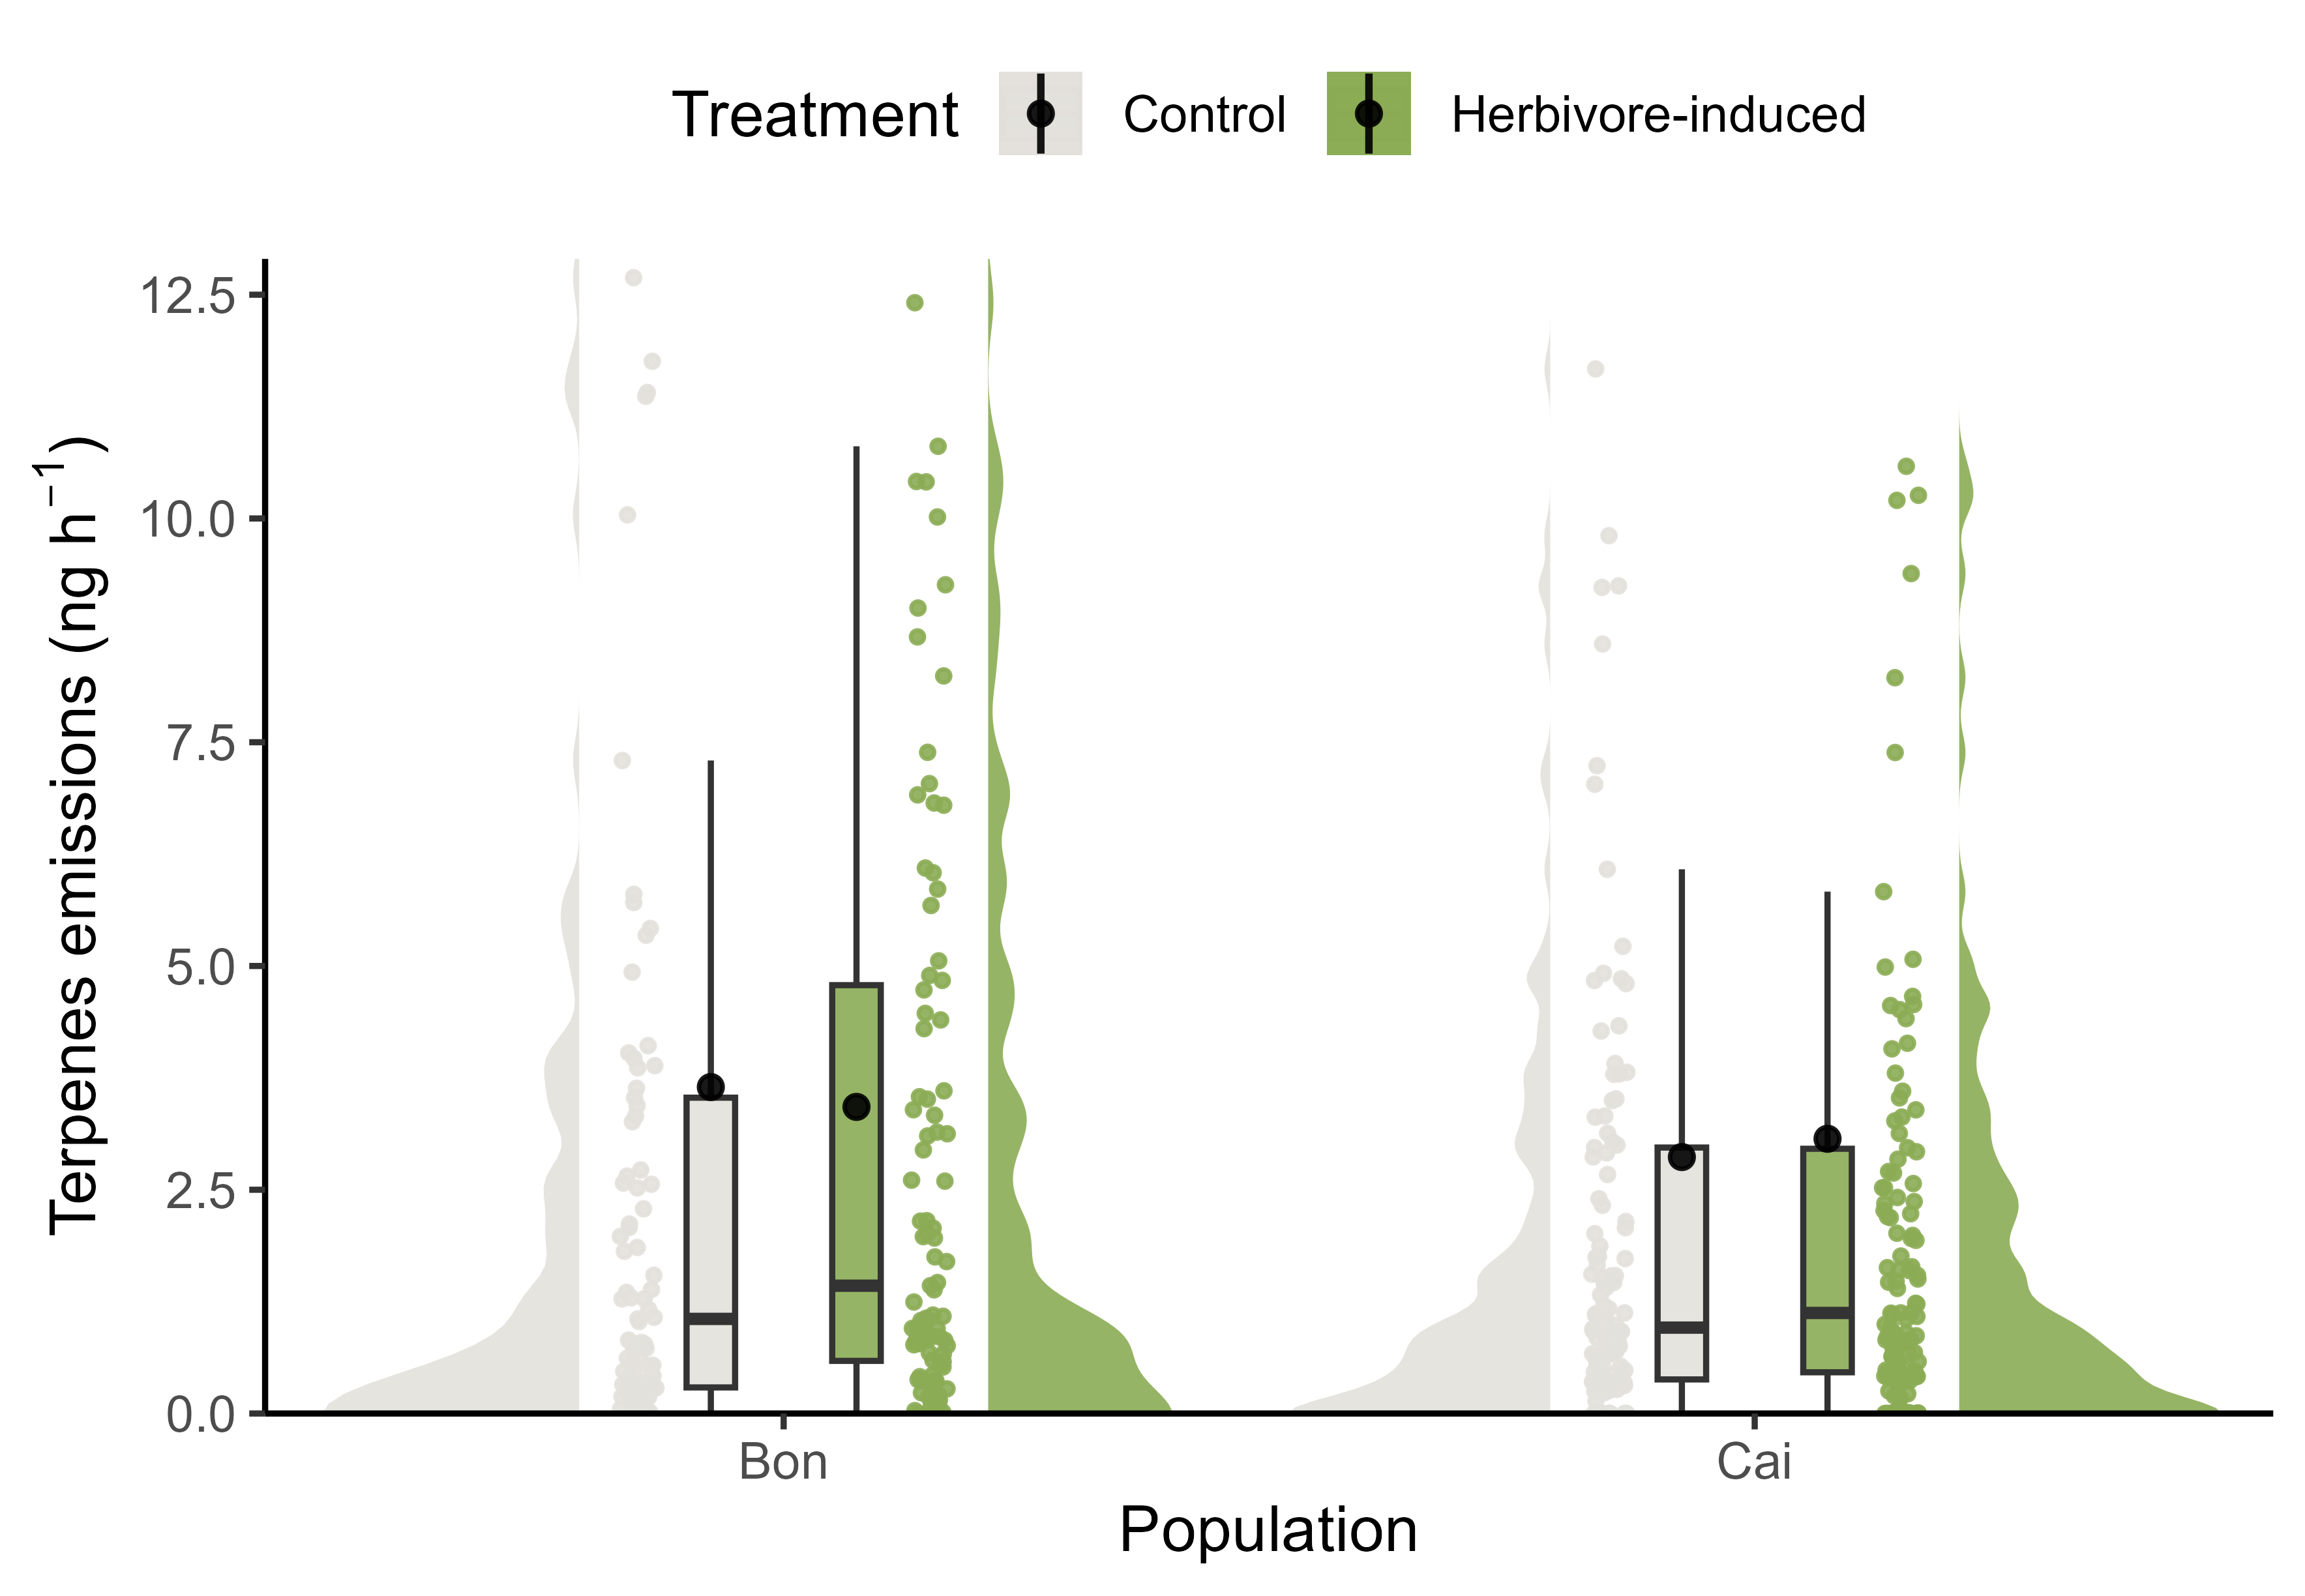 Treatment Control Herbivore-induced
Terpenes emissions (ng h⁻¹)
12.5
10.0
7.5
5.0
2.5
0.0
Bon Cai
Population